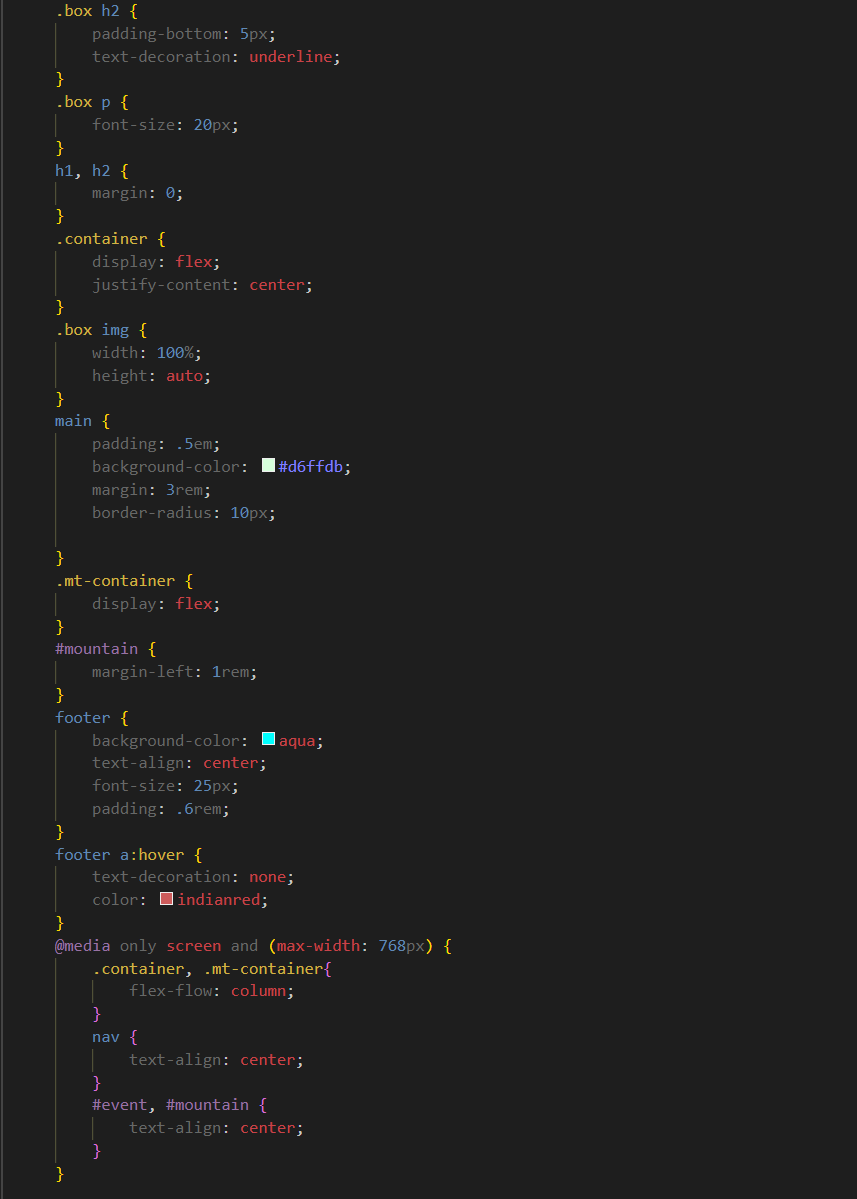 .box h2 {
    padding-bottom: 5px;
    text-decoration: underline;
}
.box p {
    font-size: 20px;
}
h1, h2 {
    margin: 0;
}
.container {
    display: flex;
    justify-content: center;
}
.box img {
    width: 100%;
    height: auto;
}
main {
    padding: .5em;
    background-color: #d6ffdb;
    margin: 3rem;
    border-radius: 10px;

}
.mt-container {
    display: flex;
}
#mountain {
    margin-left: 1rem;
}
footer {
    background-color: aqua;
    text-align: center;
    font-size: 25px;
    padding: .6rem;
}
footer a:hover {
    text-decoration: none;
    color: indianred;
}
@media only screen and (max-width: 768px) {
    .container, .mt-container{
        flex-flow: column;
    }
    nav {
        text-align: center;
    }
    #event, #mountain {
        text-align: center;
    }
}